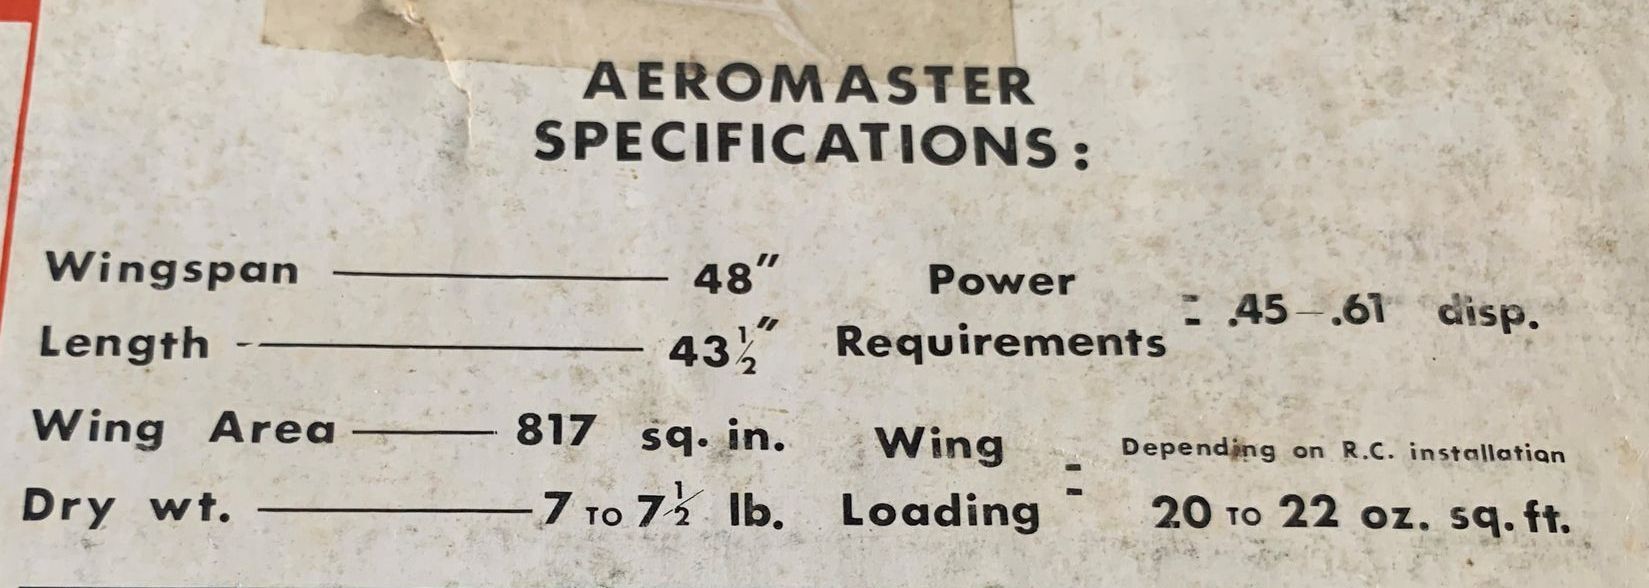 AEROMASTER
SPECIFICATIONS:
Wingspan 48"
Length 43½"
Wing Area 817 sq. in.
Dry wt. 7 TO 7½ lb.
Power
Requirements = .45-.61 disp.
Wing
Loading = Depending on R.C. installation
20 TO 22 oz. sq. ft.